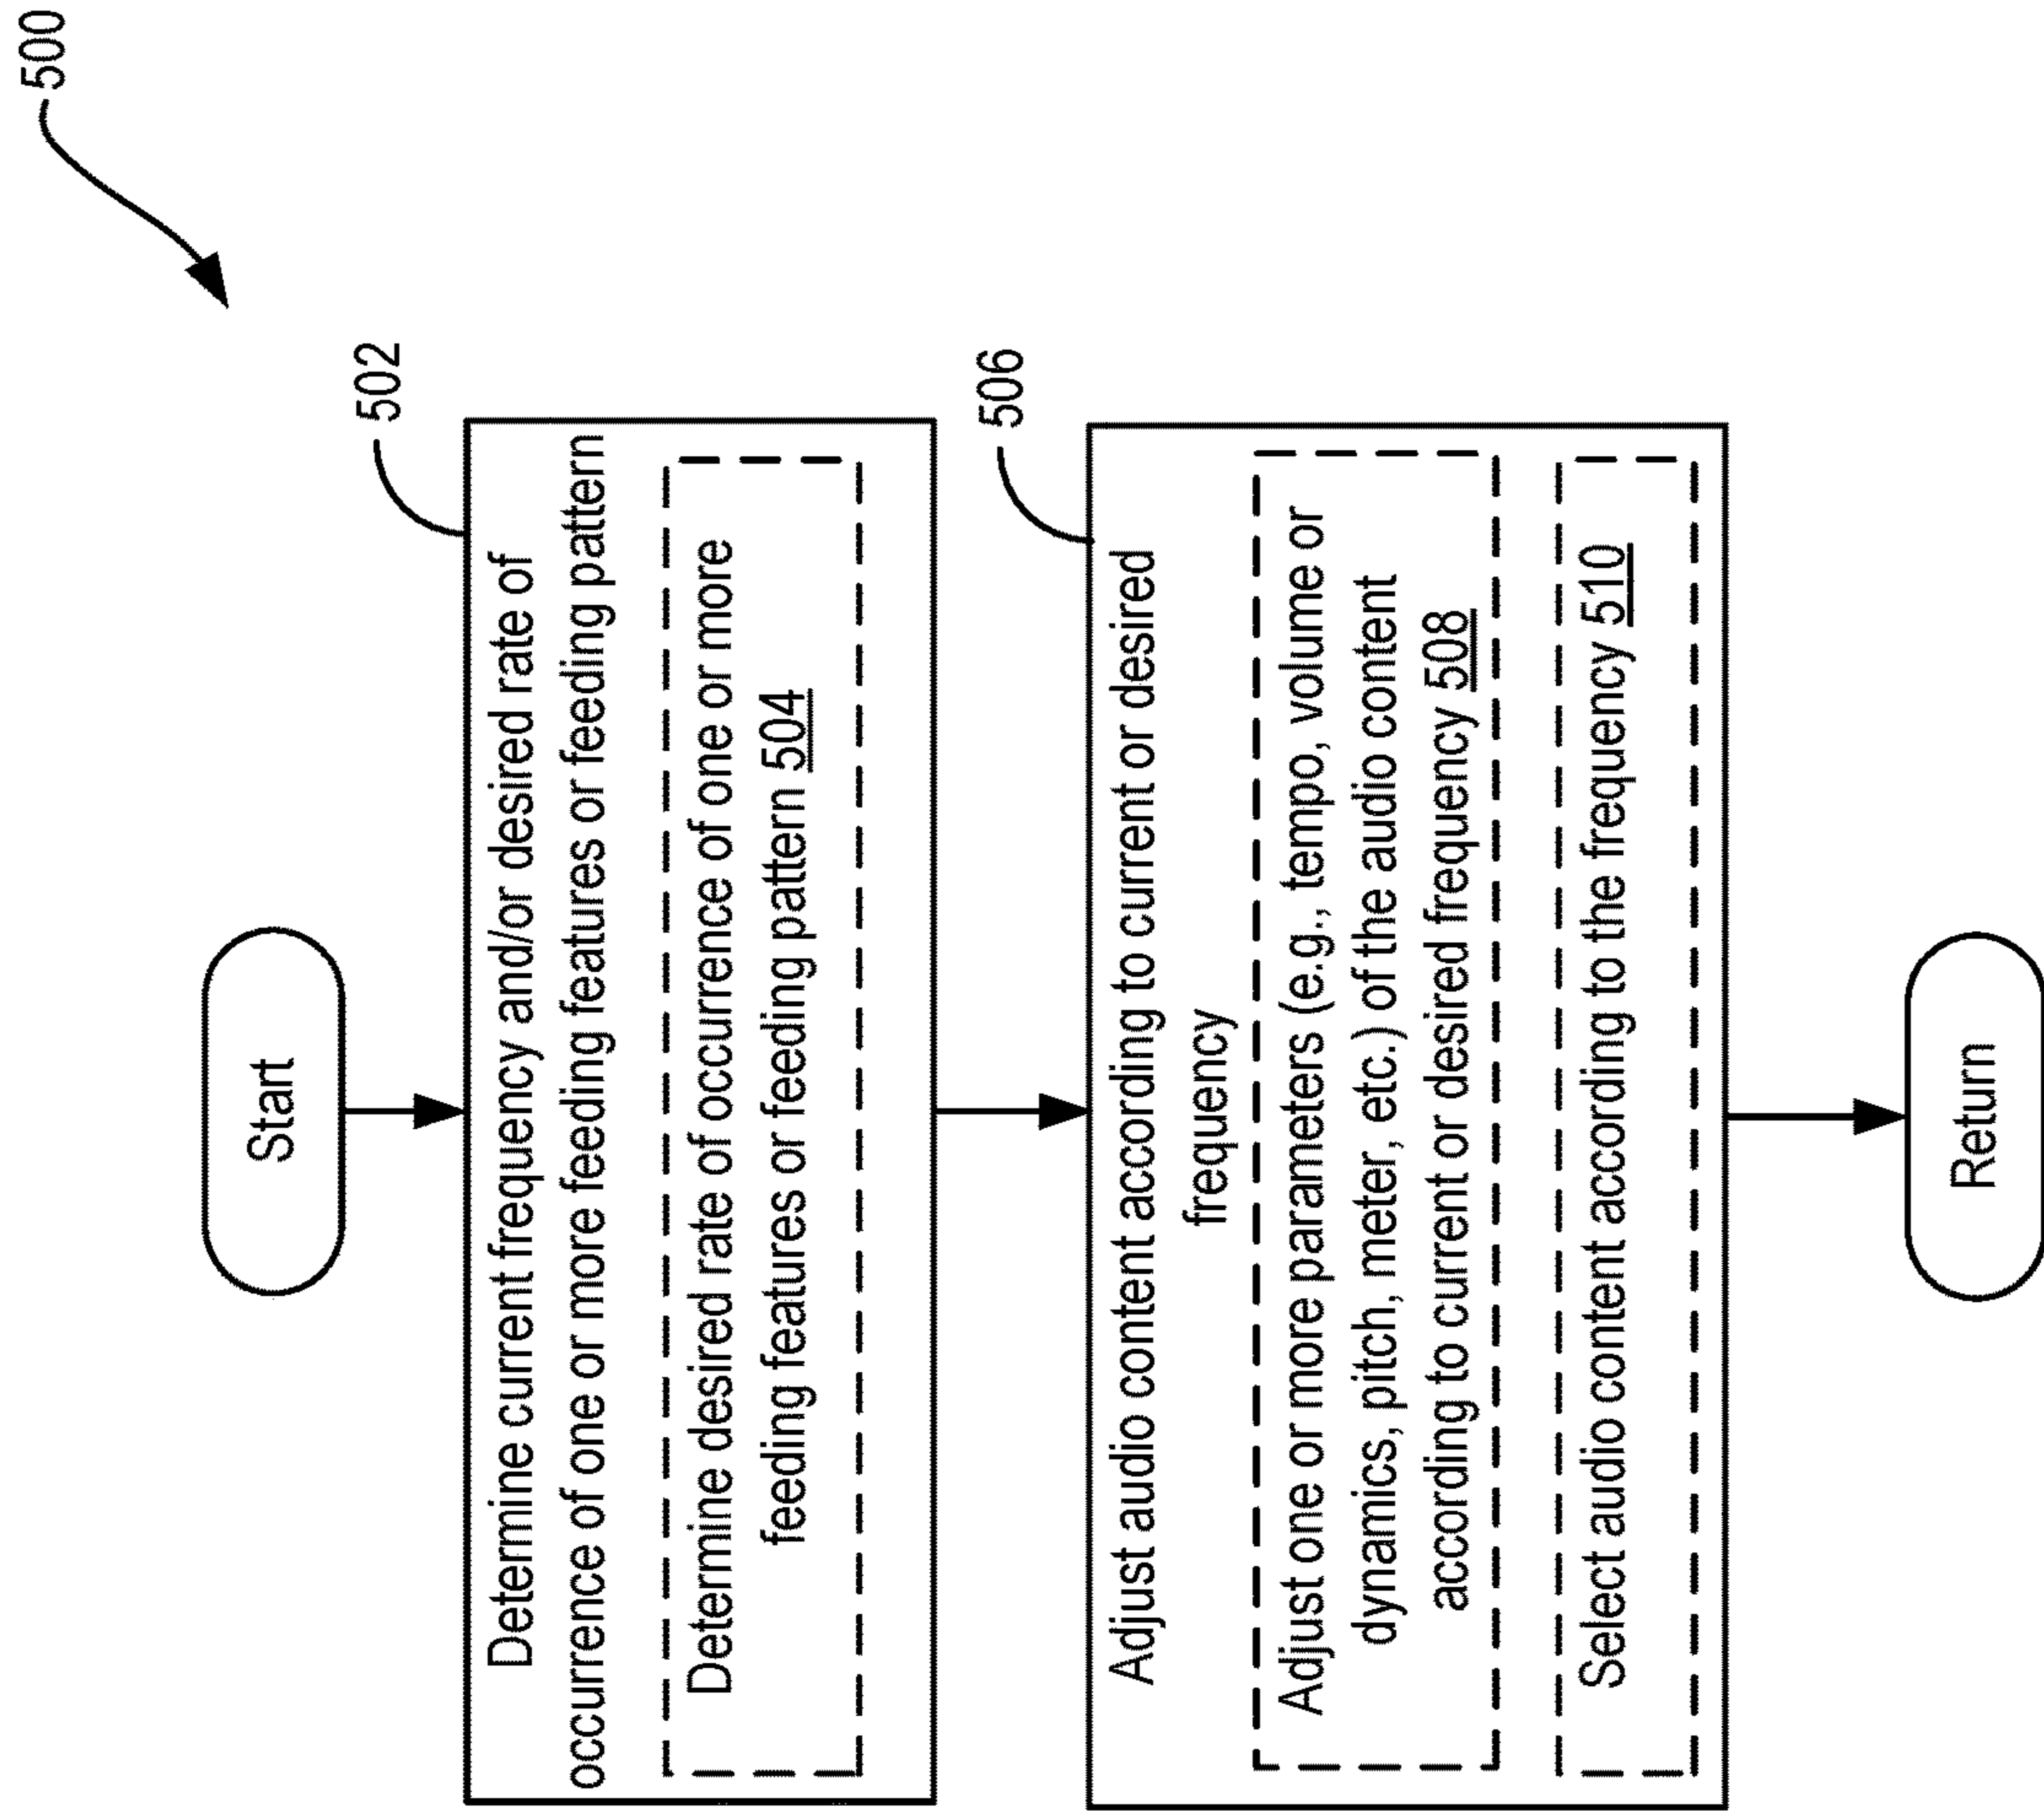 500
Start
502
Determine current frequency and/or desired rate of
occurrence of one or more feeding features or feeding pattern
Determine desired rate of occurrence of one or more
feeding features or feeding pattern 504
506
Adjust audio content according to current or desired
frequency
Adjust one or more parameters (e.g., tempo, volume or
dynamics, pitch, meter, etc.) of the audio content
according to current or desired frequency 508
Select audio content according to the frequency 510
Return